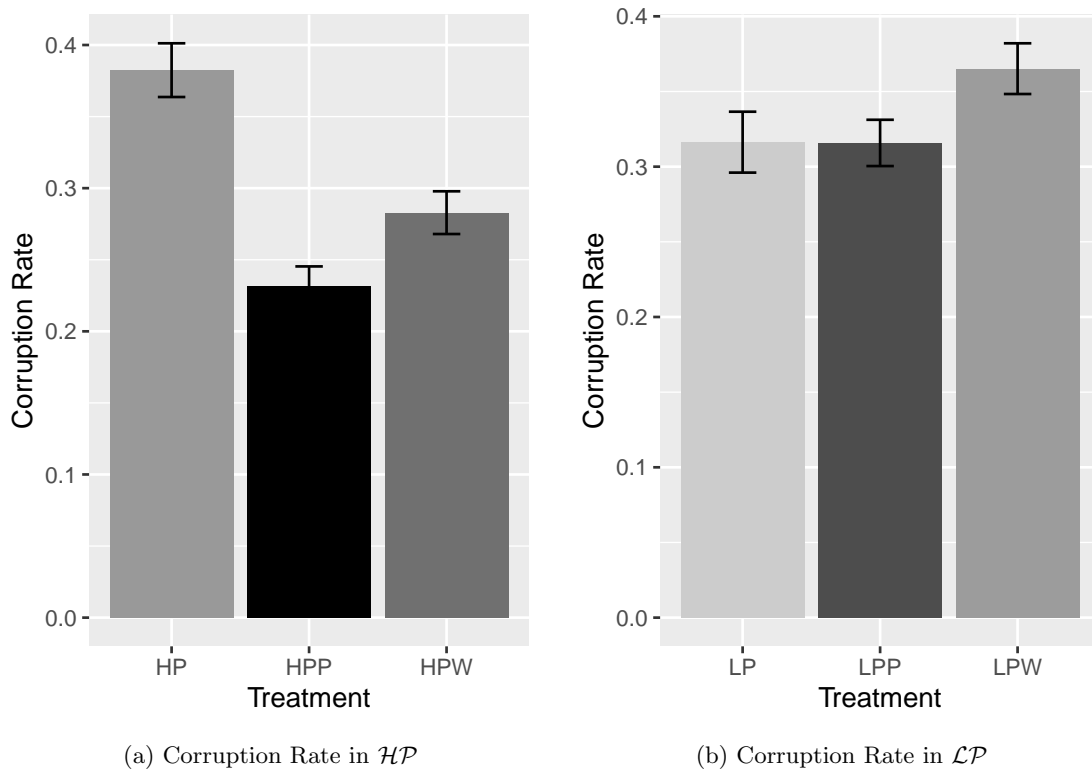 0.4
0.3
0.2
0.1
0.0
Corruption Rate
HP HPP HPW
Treatment
(a) Corruption Rate in 𝓗𝓟
0.4
0.3
0.2
0.1
0.0
Corruption Rate
LP LPP LPW
Treatment
(b) Corruption Rate in 𝓛𝓟